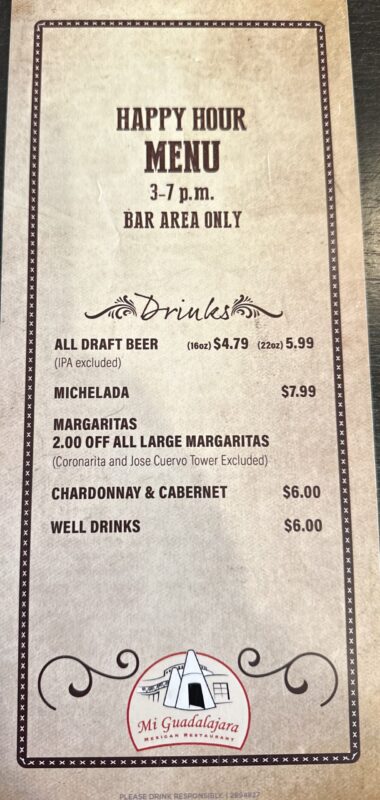 HAPPY HOUR
MENU
3-7 p.m.
BAR AREA ONLY
Drinks
ALL DRAFT BEER (16oz) $4.79 (22oz) 5.99
(IPA excluded)
MICHELADA $7.99
MARGARITAS
2.00 OFF ALL LARGE MARGARITAS
(Coronarita and Jose Cuervo Tower Excluded)
CHARDONNAY & CABERNET $6.00
WELL DRINKS $6.00
Mi Guadalajara
MEXICAN RESTAURANT
PLEASE DRINK RESPONSIBLY. | 2894827